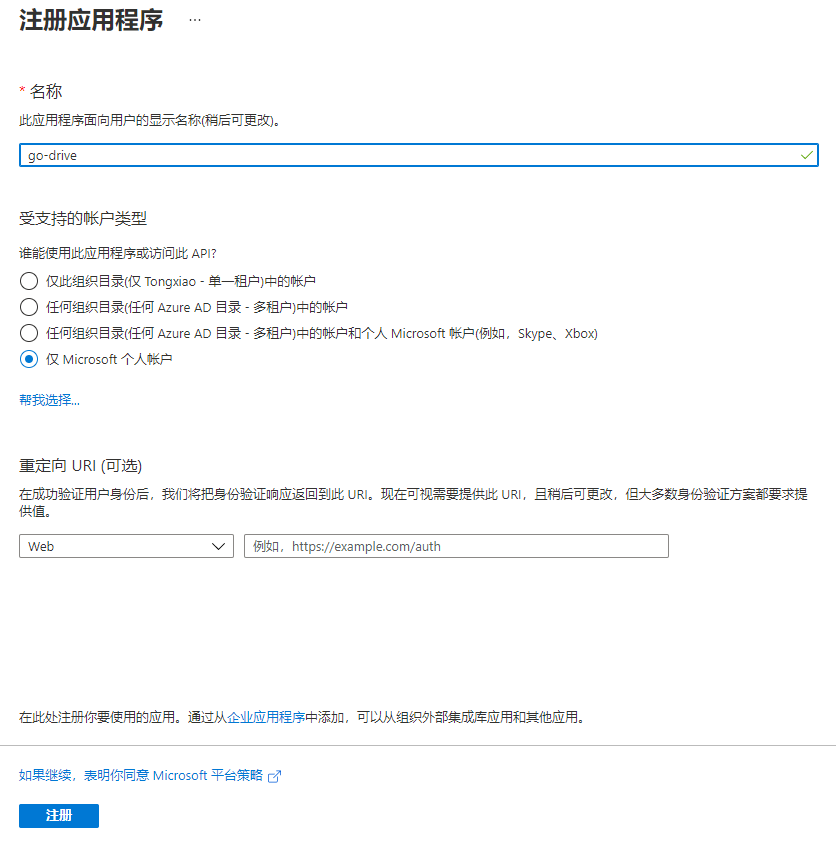 注册应用程序 ...
* 名称
此应用程序面向用户的显示名称(稍后可更改)。
go-drive
受支持的帐户类型
谁能使用此应用程序或访问此 API?
仅此组织目录(仅 Tongxiao - 单一租户)中的帐户
任何组织目录(任何 Azure AD 目录 - 多租户)中的帐户
任何组织目录(任何 Azure AD 目录 - 多租户)中的帐户和个人 Microsoft 帐户(例如，Skype、Xbox)
仅 Microsoft 个人帐户
帮我选择...
重定向 URI (可选)
在成功验证用户身份后，我们将把身份验证响应返回到此 URI。现在可视需要提供此 URI，且稍后可更改，但大多数身份验证方案都要求提
供值。
Web 例如，https://example.com/auth
在此处注册你要使用的应用。通过从企业应用程序中添加，可以从组织外部集成库应用和其他应用。
如果继续，表明你同意 Microsoft 平台策略
注册